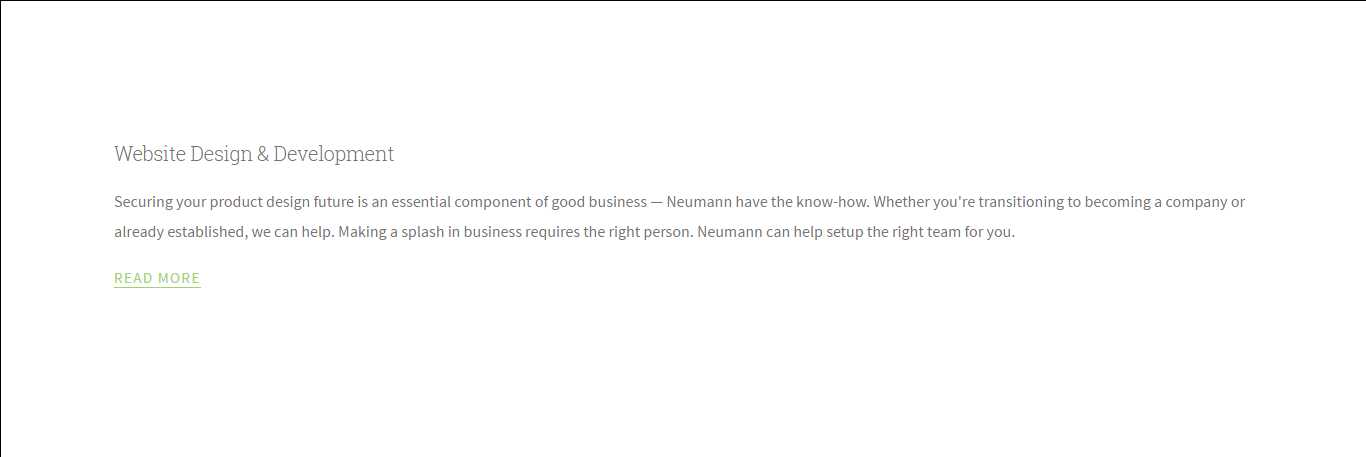 Website Design & Development
Securing your product design future is an essential component of good business — Neumann have the know-how. Whether you're transitioning to becoming a company or
already established, we can help. Making a splash in business requires the right person. Neumann can help setup the right team for you.
READ MORE